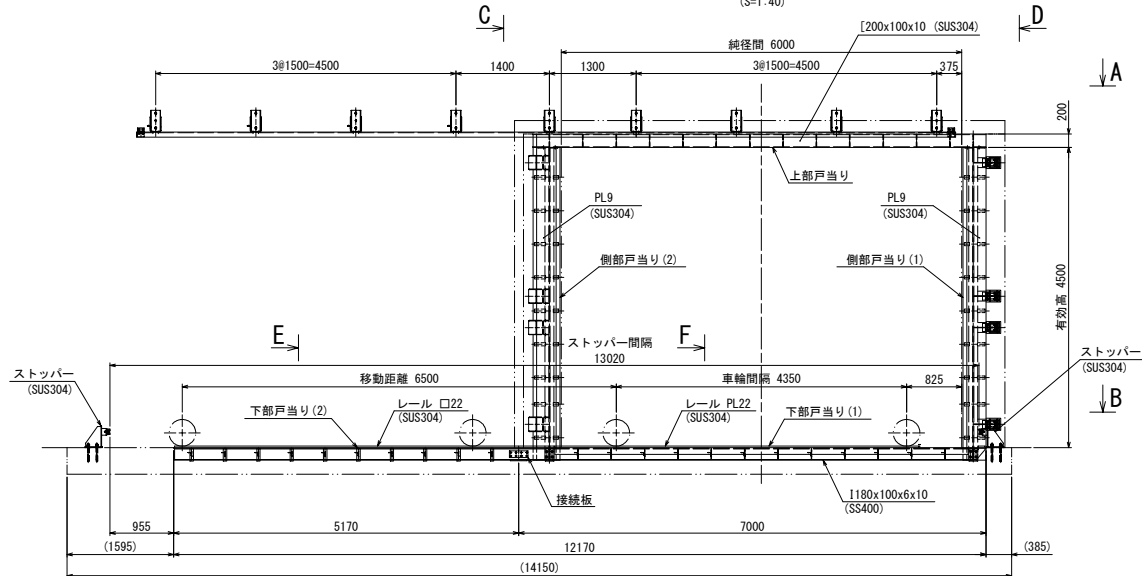 (S=1:40)
C
D
[200x100x10 (SUS304)
純径間 6000
3@1500=4500
1400
1300
3@1500=4500
375
A
200
上部戸当り
PL9
(SUS304)
PL9
(SUS304)
側部戸当り(2)
側部戸当り(1)
有効高 4500
E
F
ストッパー間隔
13020
ストッパー
(SUS304)
ストッパー
(SUS304)
移動距離 6500
車輪間隔 4350
825
B
下部戸当り(2)
レール 口22
(SUS304)
レール PL22
(SUS304)
下部戸当り(1)
接続板
I180x100x6x10
(SS400)
955
5170
7000
(1595)
12170
(385)
(14150)